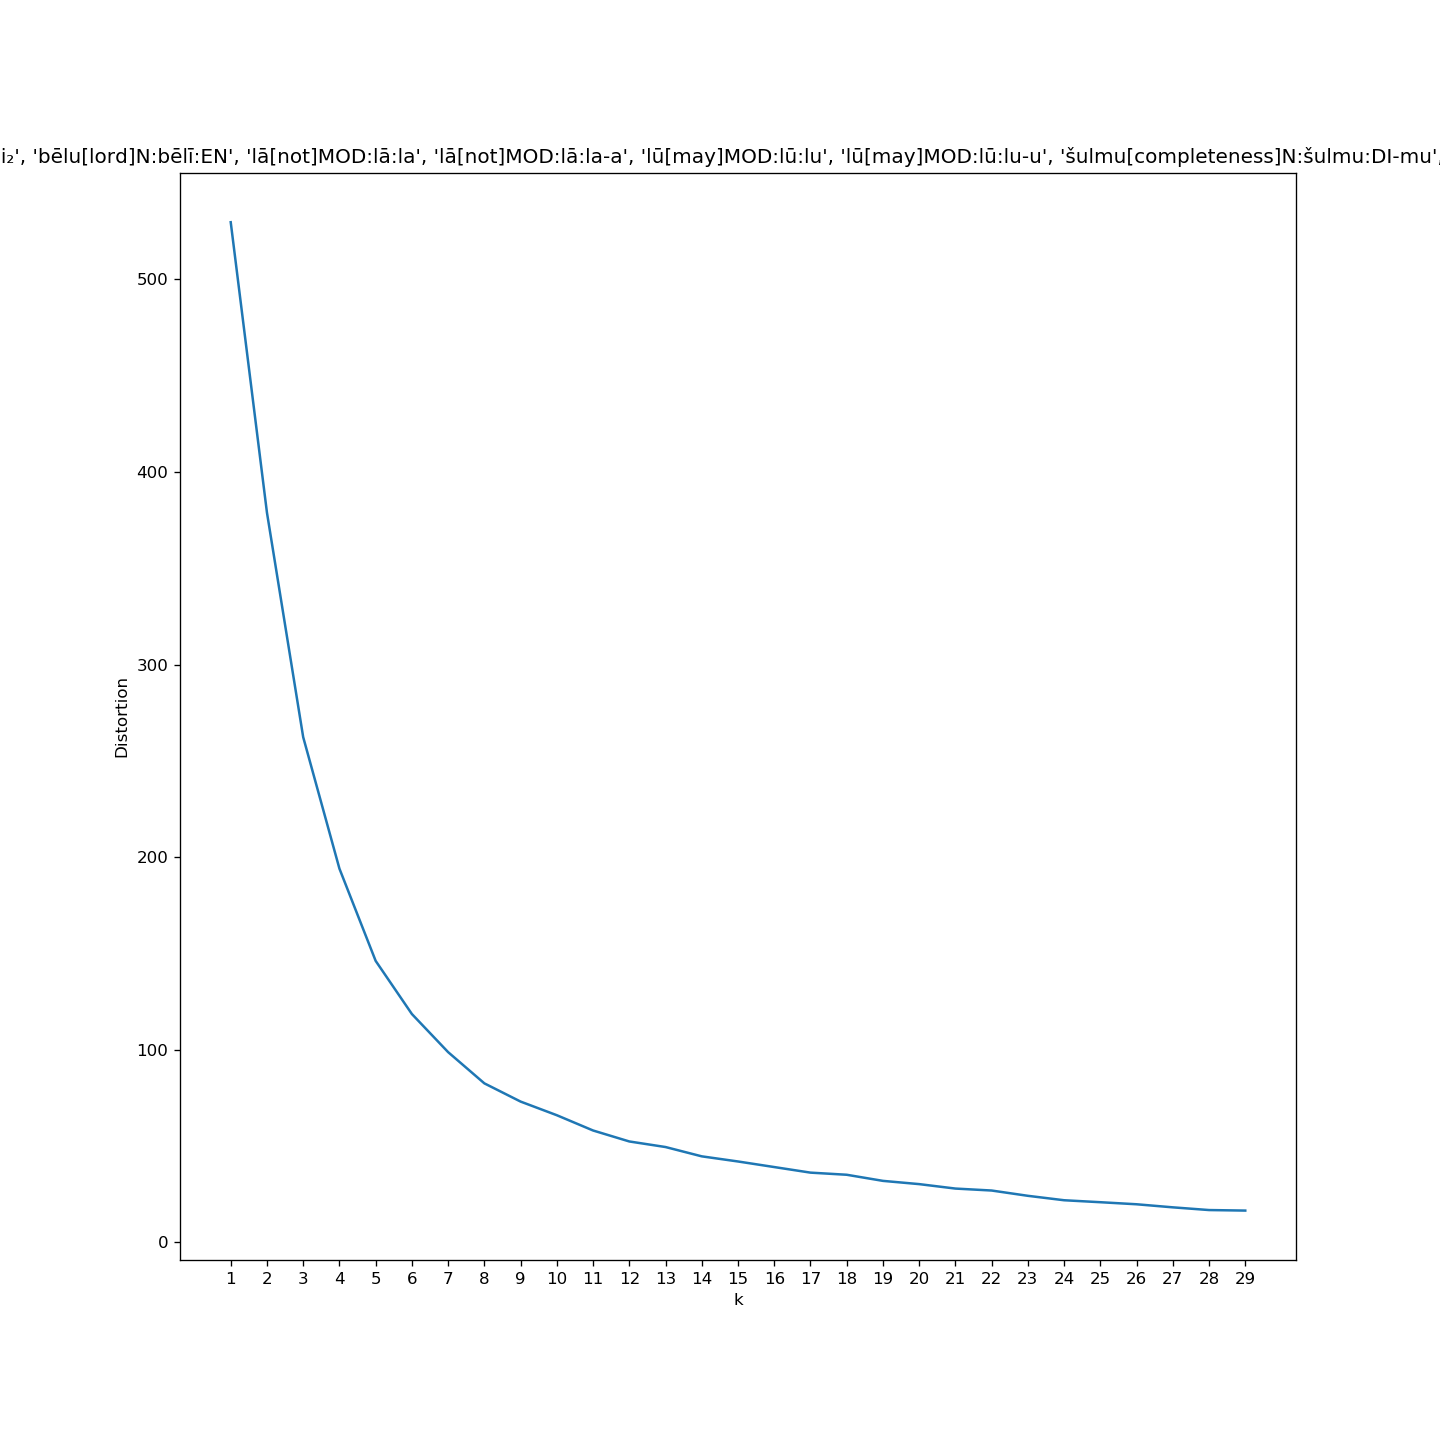 i₂', 'bēlu[lord]N:bēlī:EN', 'lā[not]MOD:lā:la', 'lā[not]MOD:lā:la-a', 'lū[may]MOD:lū:lu', 'lū[may]MOD:lū:lu-u', 'šulmu[completeness]N:šulmu:DI-mu',
500
400
300
200
100
0
Distortion
1 2 3 4 5 6 7 8 9 10 11 12 13 14 15 16 17 18 19 20 21 22 23 24 25 26 27 28 29
k